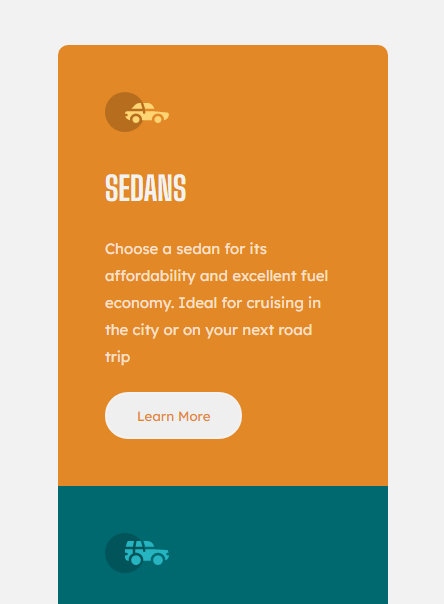 SEDANS
Choose a sedan for its
affordability and excellent fuel
economy. Ideal for cruising in
the city or on your next road
trip
Learn More